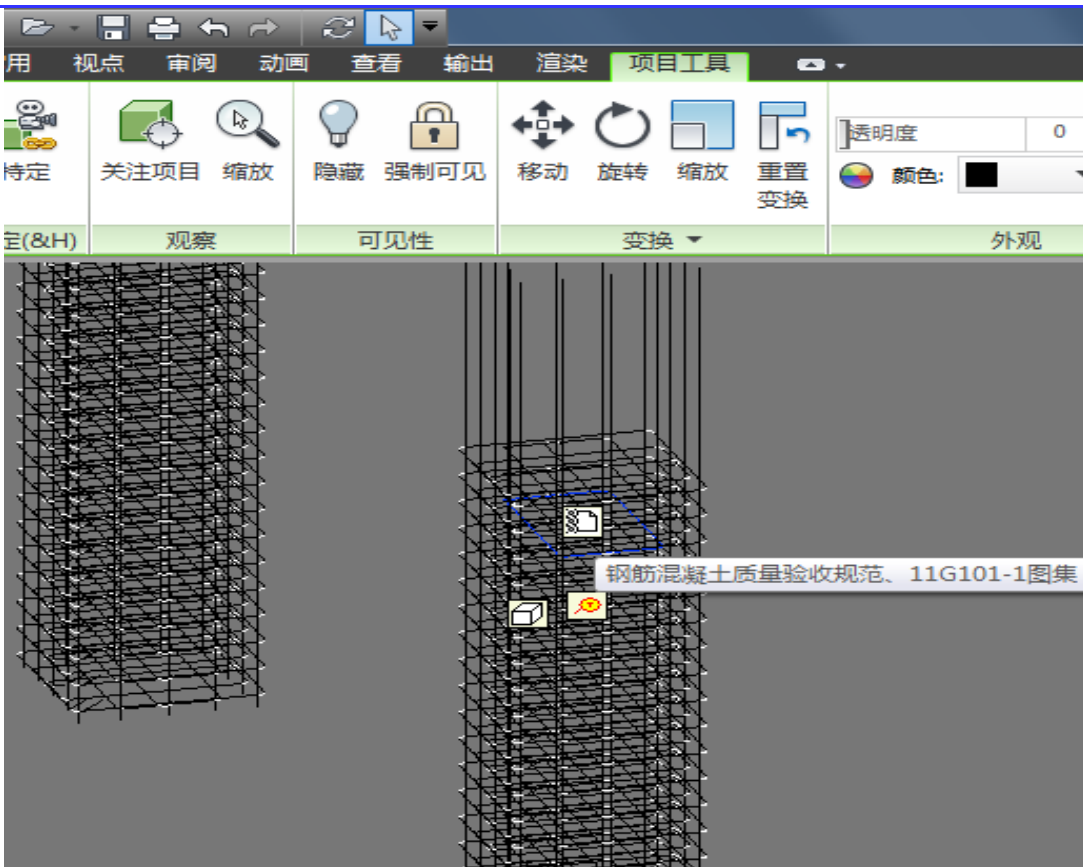 用 视点 审阅 动画 查看 输出 渲染 项目工具
特定 关注项目 缩放 隐藏 强制可见 移动 旋转 缩放 重置变换
透明度 0
颜色:
定(&H) 观察 可见性 变换 外观
钢筋混凝土质量验收规范、11G101-1图集